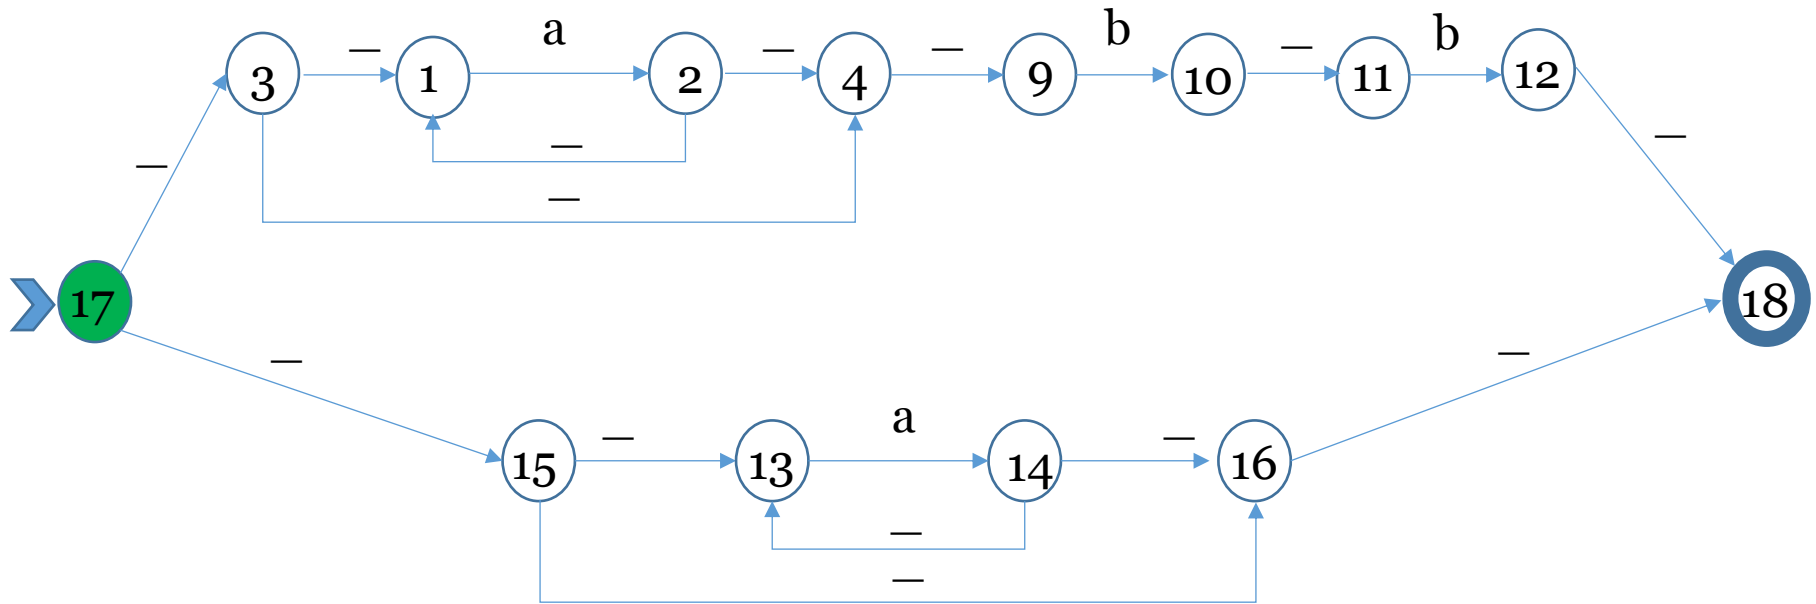 a b b
— — — —
3 1 2 4 9 10 11 12
—
—
— —
17 18
— —
a
— —
15 13 14 16
—
—